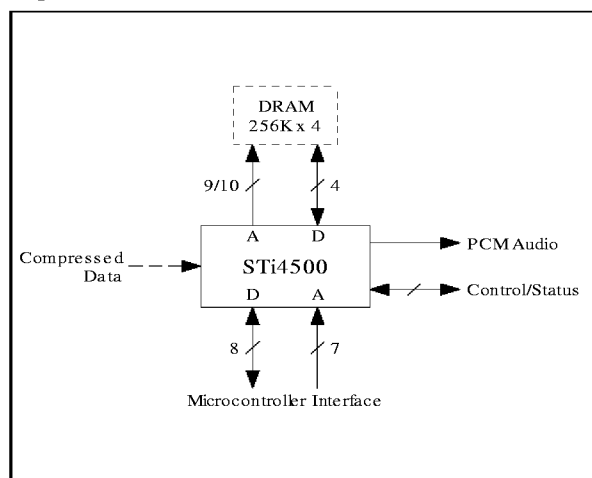 DRAM
256K x 4
9/10
4
A D
Compressed
Data
STi4500
PCM Audio
Control/Status
D A
8
7
Microcontroller Interface